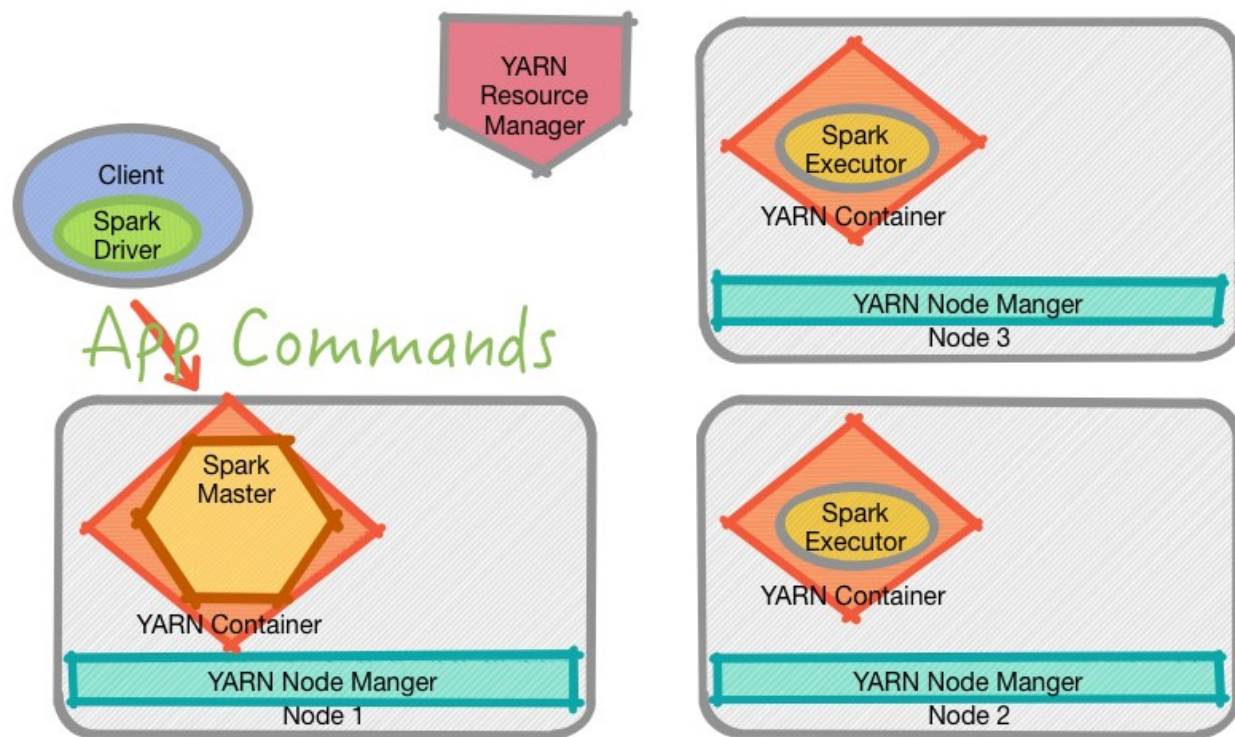 YARN
Resource
Manager
Client
Spark
Driver
App Commands
Spark
Executor
YARN Container
YARN Node Manger
Node 3
Spark
Master
YARN Container
YARN Node Manger
Node 1
Spark
Executor
YARN Container
YARN Node Manger
Node 2